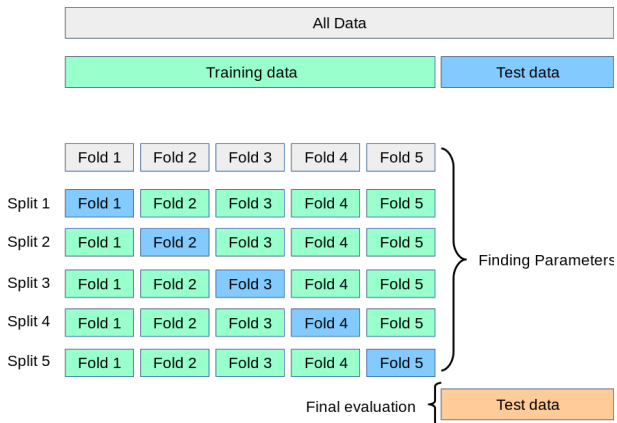 All Data
Training data Test data
Fold 1 Fold 2 Fold 3 Fold 4 Fold 5
Split 1 Fold 1 Fold 2 Fold 3 Fold 4 Fold 5
Split 2 Fold 1 Fold 2 Fold 3 Fold 4 Fold 5
Finding Parameters
Split 3 Fold 1 Fold 2 Fold 3 Fold 4 Fold 5
Split 4 Fold 1 Fold 2 Fold 3 Fold 4 Fold 5
Split 5 Fold 1 Fold 2 Fold 3 Fold 4 Fold 5
Final evaluation Test data